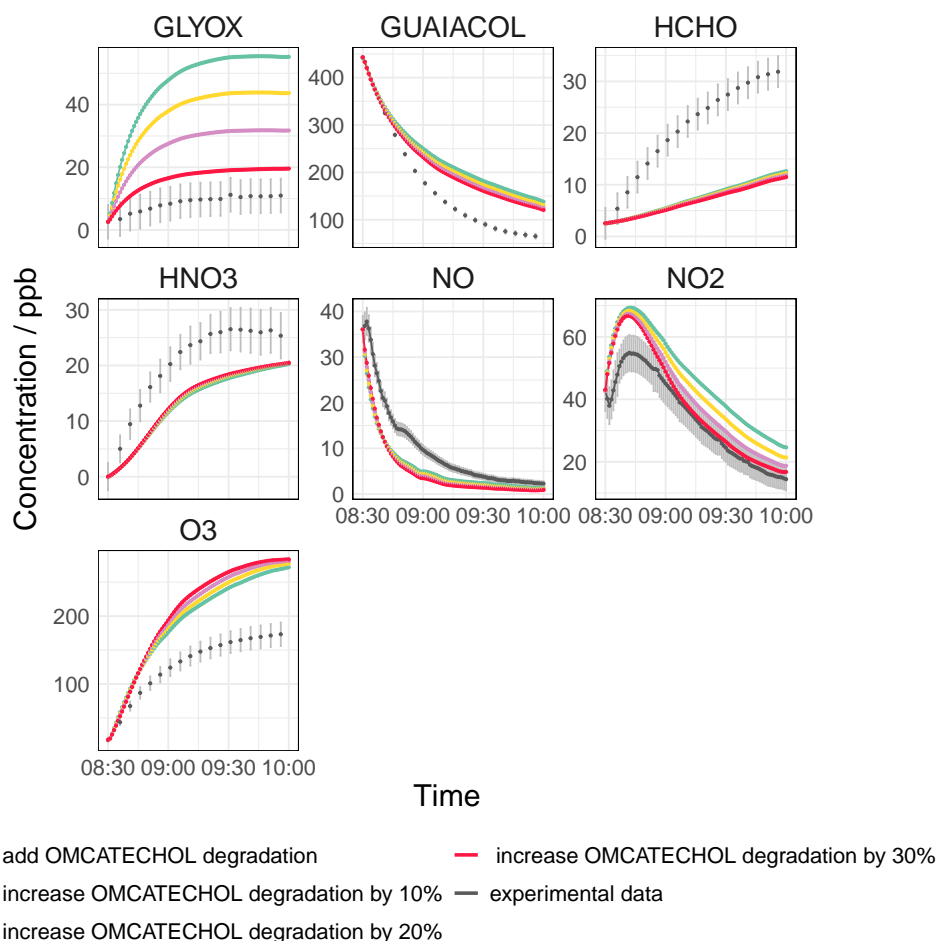 GLYOX GUAIACOL HCHO
40
20
0
400
300
200
100
30
20
10
0
HNO3 NO NO2
30
20
10
0
40
30
20
10
0
60
40
20
08:30 09:00 09:30 10:00 08:30 09:00 09:30 10:00
O3
200
100
08:30 09:00 09:30 10:00
Concentration / ppb
Time
add OMCATECHOL degradation
increase OMCATECHOL degradation by 10%
increase OMCATECHOL degradation by 20%
increase OMCATECHOL degradation by 30%
experimental data